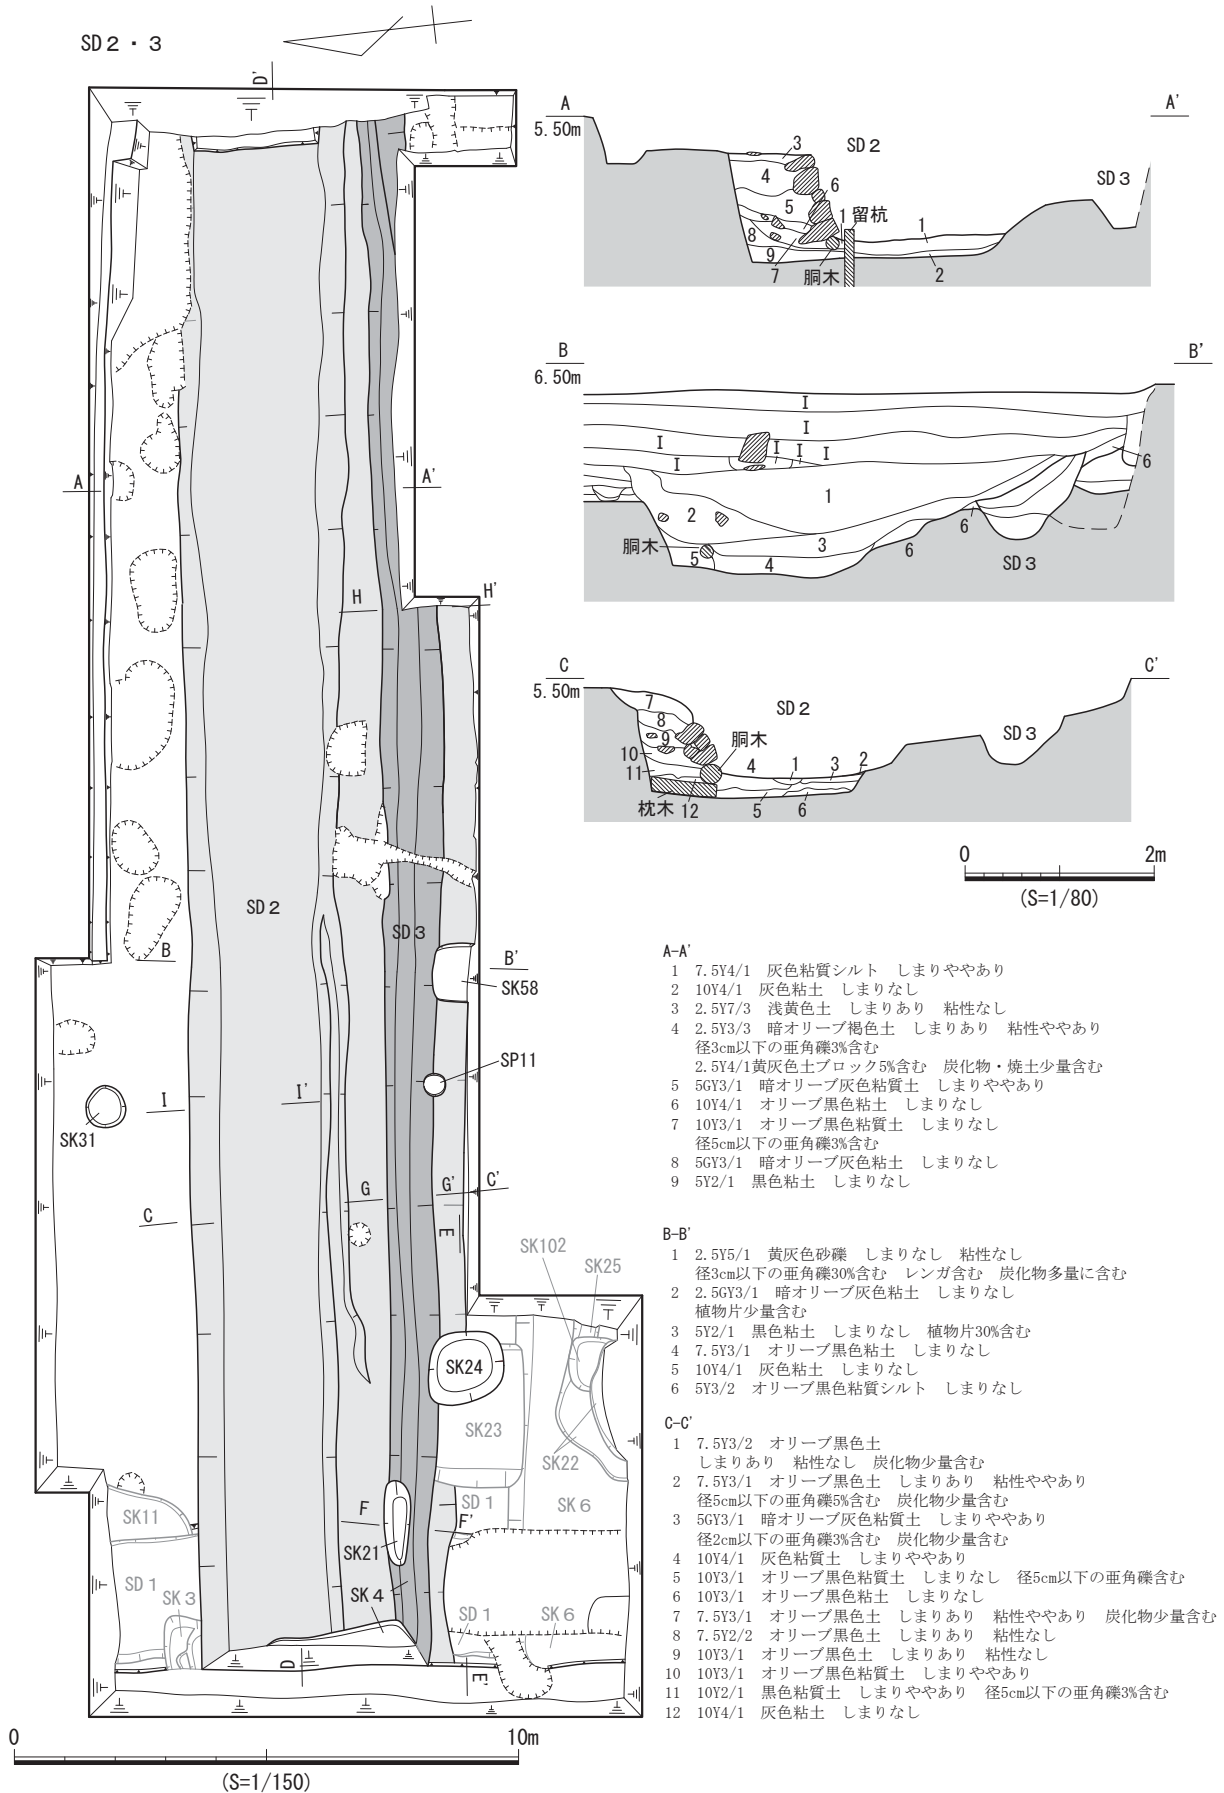 SD2・3
D'
A
5.50m
A'
SD2
SD3
3
4
6
5
1
留杭
1
8
9
7
胴木
2
B
6.50m
B'
I
I
I
I
I
I
I
1
6
2
胴木
5
3
4
6
6
SD3
C
5.50m
C'
7
8
9
10
11
SD2
胴木
4
1
3
2
SD3
枕木
12
5
6
0
2m
(S=1/80)
A
A'
H
H'
SD2
SD3
B
B'
SK58
SP11
I
I'
SK31
G
G'
C'
C
E
SK102
SK25
SK24
SK23
SK22
SK11
F
F'
SD1
SK6
SK21
SD1
SK3
SK4
SD1
SK6
D
E'
0
10m
(S=1/150)
A-A'
1 7.5Y4/1 灰色粘質シルト しまりややあり
2 10Y4/1 灰色粘土 しまりなし
3 2.5Y7/3 浅黄色土 しまりあり 粘性なし
4 2.5Y3/3 暗オリーブ褐色土 しまりあり 粘性ややあり
径3cm以下の亜角礫3%含む
2.5Y4/1黄灰色土ブロック5%含む 炭化物・焼土少量含む
5 5GY3/1 暗オリーブ灰色粘質土 しまりややあり
6 10Y4/1 オリーブ黒色粘土 しまりなし
7 10Y3/1 オリーブ黒色粘質土 しまりなし
径5cm以下の亜角礫3%含む
8 5GY3/1 暗オリーブ灰色粘土 しまりなし
9 5Y2/1 黒色粘土 しまりなし
B-B'
1 2.5Y5/1 黄灰色砂礫 しまりなし 粘性なし
径3cm以下の亜角礫30%含む レンガ含む 炭化物多量に含む
2 2.5GY3/1 暗オリーブ灰色粘土 しまりなし
植物片少量含む
3 5Y2/1 黒色粘土 しまりなし 植物片30%含む
4 7.5Y3/1 オリーブ黒色粘土 しまりなし
5 10Y4/1 灰色粘土 しまりなし
6 5Y3/2 オリーブ黒色粘質シルト しまりなし
C-C'
1 7.5Y3/2 オリーブ黒色土
しまりあり 粘性なし 炭化物少量含む
2 7.5Y3/1 オリーブ黒色土 しまりあり 粘性ややあり
径5cm以下の亜角礫5%含む 炭化物少量含む
3 5GY3/1 暗オリーブ灰色粘質土 しまりややあり
径2cm以下の亜角礫3%含む 炭化物少量含む
4 10Y4/1 灰色粘質土 しまりややあり
5 10Y3/1 オリーブ黒色粘質土 しまりなし 径5cm以下の亜角礫含む
6 10Y3/1 オリーブ黒色粘土 しまりなし
7 7.5Y3/1 オリーブ黒色土 しまりあり 粘性ややあり 炭化物少量含む
8 7.5Y2/2 オリーブ黒色土 しまりあり 粘性なし
9 10Y3/1 オリーブ黒色土 しまりあり 粘性なし
10 10Y3/1 オリーブ黒色粘質土 しまりややあり
11 10Y2/1 黒色粘質土 しまりややあり 径5cm以下の亜角礫3%含む
12 10Y4/1 灰色粘土 しまりなし